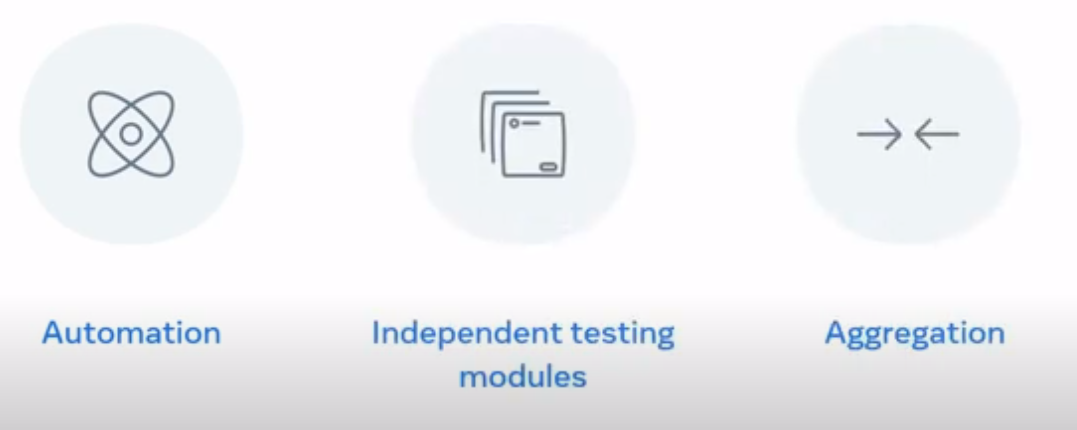 Automation
Independent testing
modules
Aggregation